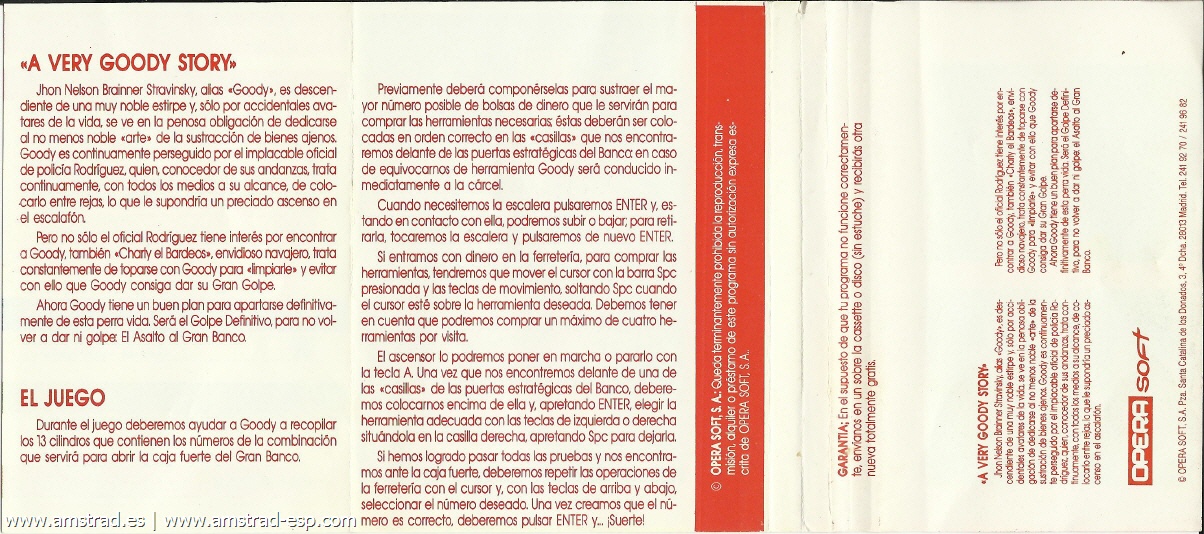 «A VERY GOODY STORY»
Jhon Nelson Brainner Stravinsky, alias «Goody», es descen-
diente de una muy noble estirpe y, sólo por accidentales ava-
tares de la vida, se ve en la penosa obligación de dedicarse
al no menos noble «arte» de la sustracción de bienes ajenos.
Goody es continuamente perseguido por el implacable oficial
de policía Rodríguez, quien, conocedor de sus andanzas, trata
continuamente, con todos los medios a su alcance, de colo-
carlo entre rejas, lo que le supondría un preciado ascenso en
el escalafón.
Pero no sólo el oficial Rodríguez tiene interés por encontrar
a Goody, también «Charly el Bardeos», envidioso navajero, trata
constantemente de toparse con Goody para «limpiarle» y evitar
con ello que Goody consiga dar su Gran Golpe.
Ahora Goody tiene un buen plan para apartarse definitiva-
mente de esta perra vida. Será el Golpe Definitivo, para no vol-
ver a dar ni golpe: El Asalto al Gran Banco.
EL JUEGO
Durante el juego deberemos ayudar a Goody a recopilar
los 13 cilindros que contienen los números de la combinación
que servirá para abrir la caja fuerte del Gran Banco.
www.amstrad.es | www.amstrad-esp.com
Previamente deberá componérselas para sustraer el ma-
yor número posible de bolsas de dinero que le servirán para
comprar las herramientas necesarias; éstas deberán ser colo-
cadas en orden correcto en las «casillas» que nos encontra-
remos delante de las puertas estratégicas del Banco: en caso
de equivocarnos de herramienta Goody será conducido in-
mediatamente a la cárcel.
Cuando necesitemos la escalera pulsaremos ENTER y, es-
tando en contacto con ella, podremos subir o bajar; para reti-
rarla, tocaremos la escalera y pulsaremos de nuevo ENTER.
Si entramos con dinero en la ferretería, para comprar las
herramientas, tendremos que mover el cursor con la barra Spc
presionada y las teclas de movimiento, soltando Spc cuando
el cursor esté sobre la herramienta deseada. Debemos tener
en cuenta que podremos comprar un máximo de cuatro he-
rramientas por visita.
El ascensor lo podremos poner en marcha o pararlo con
la tecla A. Una vez que nos encontremos delante de una de
las «casillas» de las puertas estratégicas del Banco, debere-
mos colocarnos encima de ella y, apretando ENTER, elegir la
herramienta adecuada con las teclas de izquierda o derecha
situándola en la casilla derecha, apretando Spc para dejarla.
Si hemos logrado pasar todas las pruebas y nos encontra-
mos ante la caja fuerte, deberemos repetir las operaciones de
la ferretería con el cursor y, con las teclas de arriba y abajo,
seleccionar el número deseado. Una vez creamos que el nú-
mero es correcto, deberemos pulsar ENTER y... ¡Suerte!
© OPERA SOFT, S. A.: Queda terminantemente prohibida la reproducción, trans-
misión, alquiler o préstamo de este programa sin autorización expresa es-
crita de OPERA SOFT, S. A.
GARANTIA: En el supuesto de que tu programa no funcione correctamen-
te, envíanos en un sobre la cassette o disco (sin estuche) y recibirás otra
nueva totalmente gratis.
«A VERY GOODY STORY»
Jhon Nelson Brainner Stravinsky, alias «Goody», es des-
cendiente de una muy noble estirpe y, sólo por acci-
dentales avatares de la vida, se ve en la penosa obli-
gación de dedicarse al no menos noble «arte» de la
sustracción de bienes ajenos. Goody es continuamen-
te perseguido por el implacable oficial de policía Ro-
dríguez, quien, conocedor de sus andanzas, trata con-
tinuamente, con todos los medios a su alcance, de co-
locarlo entre rejas, lo que le supondría un preciado as-
censo en el escalafón.
Pero no sólo el oficial Rodríguez tiene interés por en-
contrar a Goody, también «Charly el Bardeos», envi-
dioso navajero, trata constantemente de toparse con
Goody para «limpiarle» y evitar con ello que Goody
consiga dar su Gran Golpe.
Ahora Goody tiene un buen plan para apartarse de-
finitivamente de esta perra vida. Será el Golpe Defini-
tivo, para no volver a dar ni golpe: el Asalto al Gran
Banco.
OPERA SOFT
© OPERA SOFT, S.A. Pza. Santa Catalina de los Donados, 3, 4º Dcha. 28013 Madrid. Tel. 241 92 70 / 241 96 82